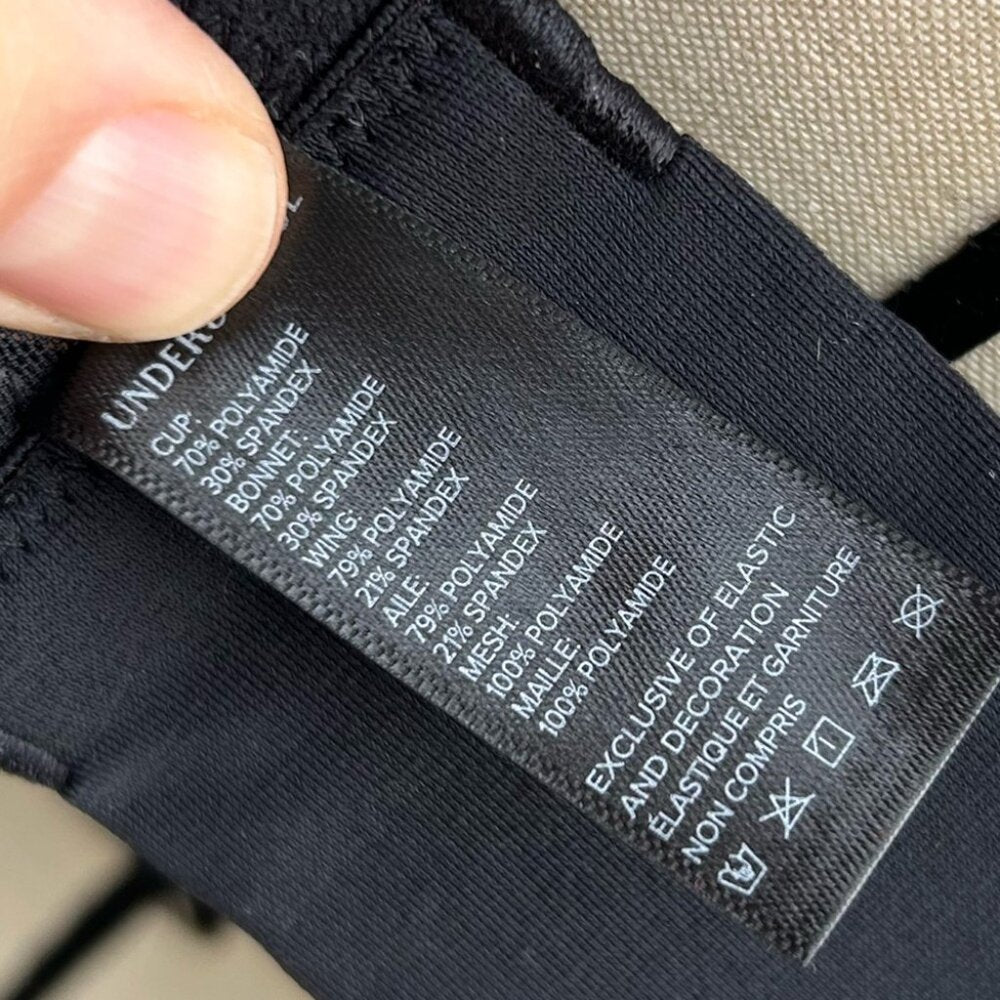 CUP:
70% POLYAMIDE
30% SPANDEX
BONNET:
70% POLYAMIDE
30% SPANDEX
WING:
79% POLYAMIDE
21% SPANDEX
AILE:
79% POLYAMIDE
21% SPANDEX
MESH:
100% POLYAMIDE
MAILLE:
100% POLYAMIDE
EXCLUSIVE OF ELASTIC
AND DECORATION
ÉLASTIQUE ET GARNITURE
NON COMPRIS